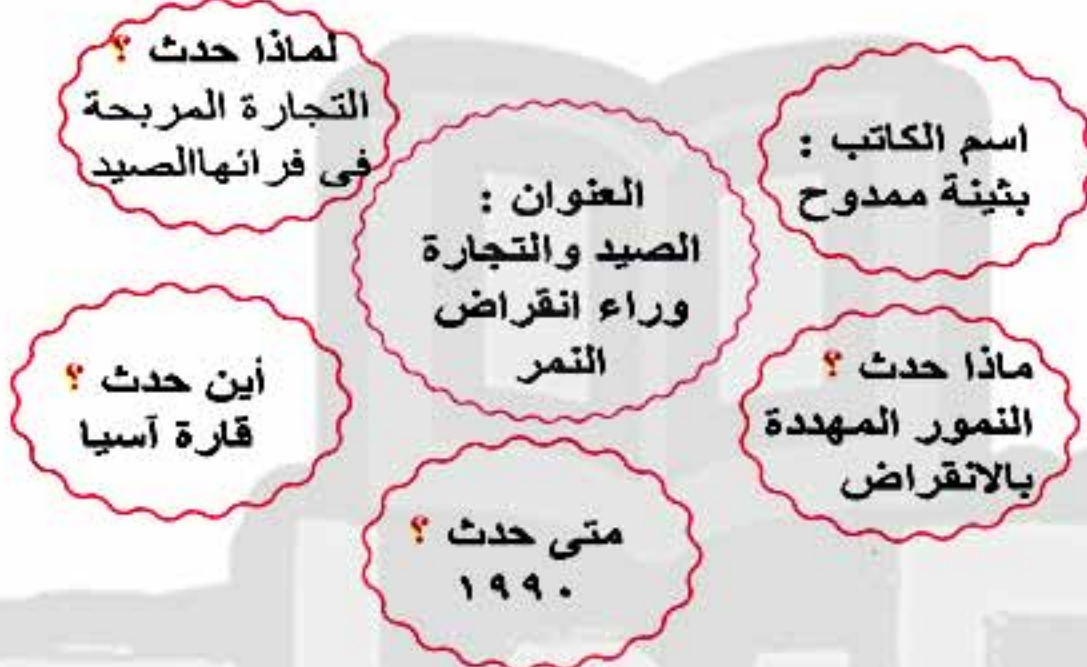 لماذا حدث ؟
التجارة المربحة
فى فرائهاالصيد
اسم الكاتب :
بثينة ممدوح
العنوان :
الصيد والتجارة
وراء انقراض
النمر
أين حدث ؟
قارة آسيا
ماذا حدث ؟
النمور المهددة
بالانقراض
متى حدث ؟
١٩٩٠